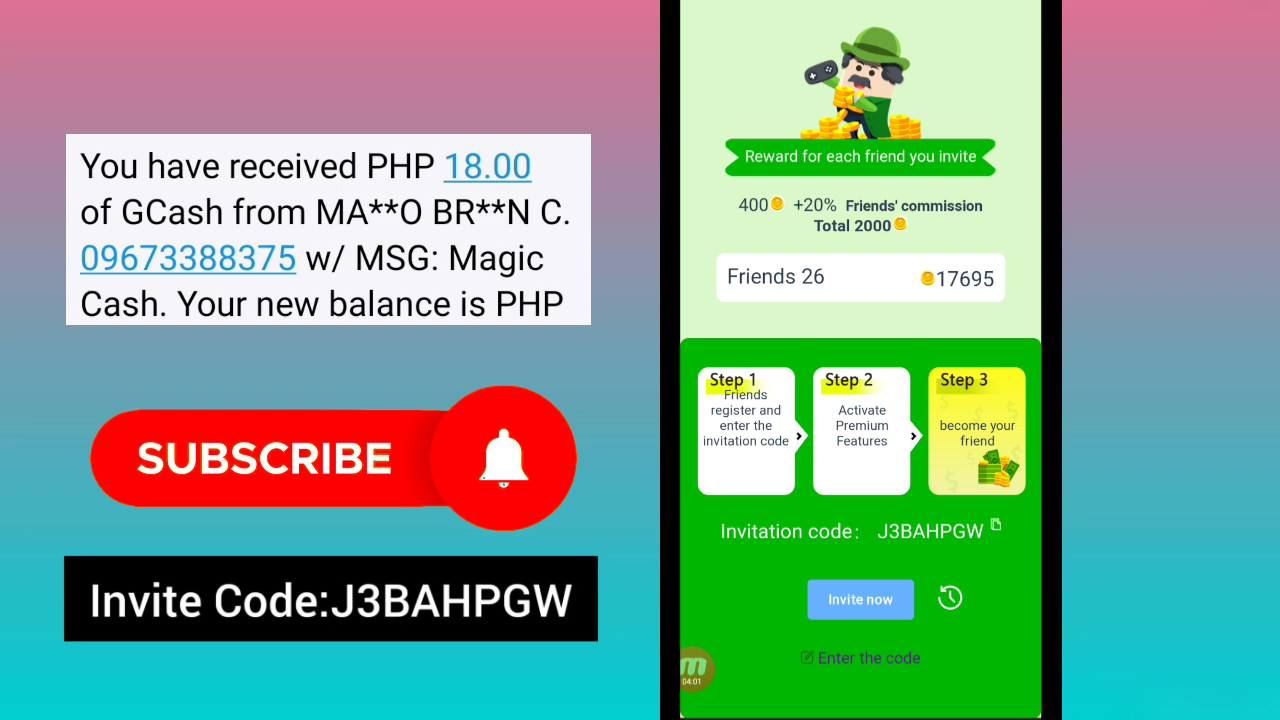 You have received PHP 18.00
of GCash from MA**O BR**N C.
09673388375 w/ MSG: Magic
Cash. Your new balance is PHP
SUBSCRIBE
Invite Code:J3BAHPGW
Reward for each friend you invite
400 +20% Friends' commission
Total 2000
Friends 26 17695
Step 1
Friends
register and
enter the
invitation code
Step 2
Activate
Premium
Features
Step 3
become your
friend
Invitation code: J3BAHPGW
Invite now
Enter the code
m
04:01